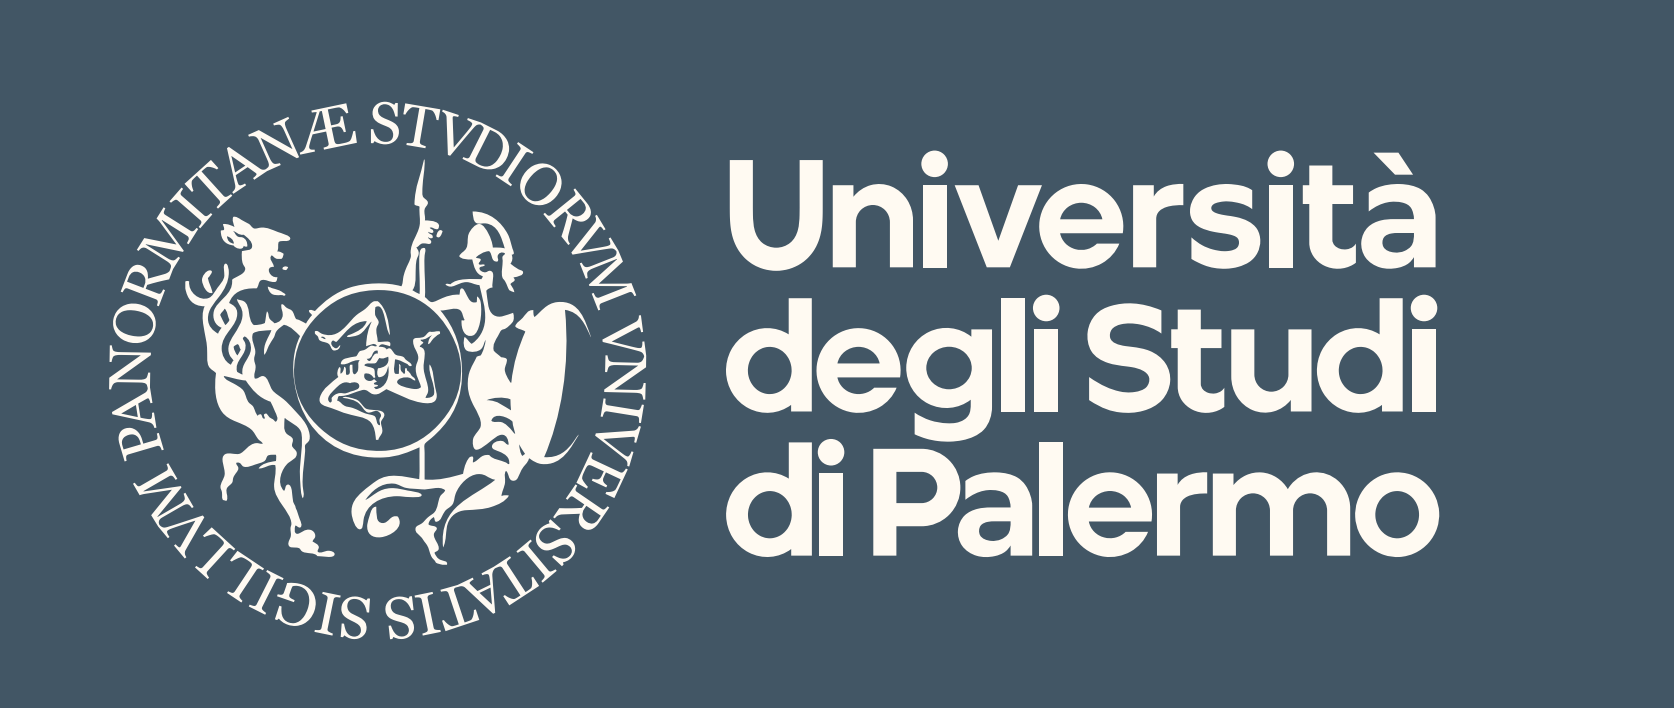 PANORMITANÆ STVDIORVM VNIVERSITATIS SIGILLVM
Università
degli Studi
di Palermo